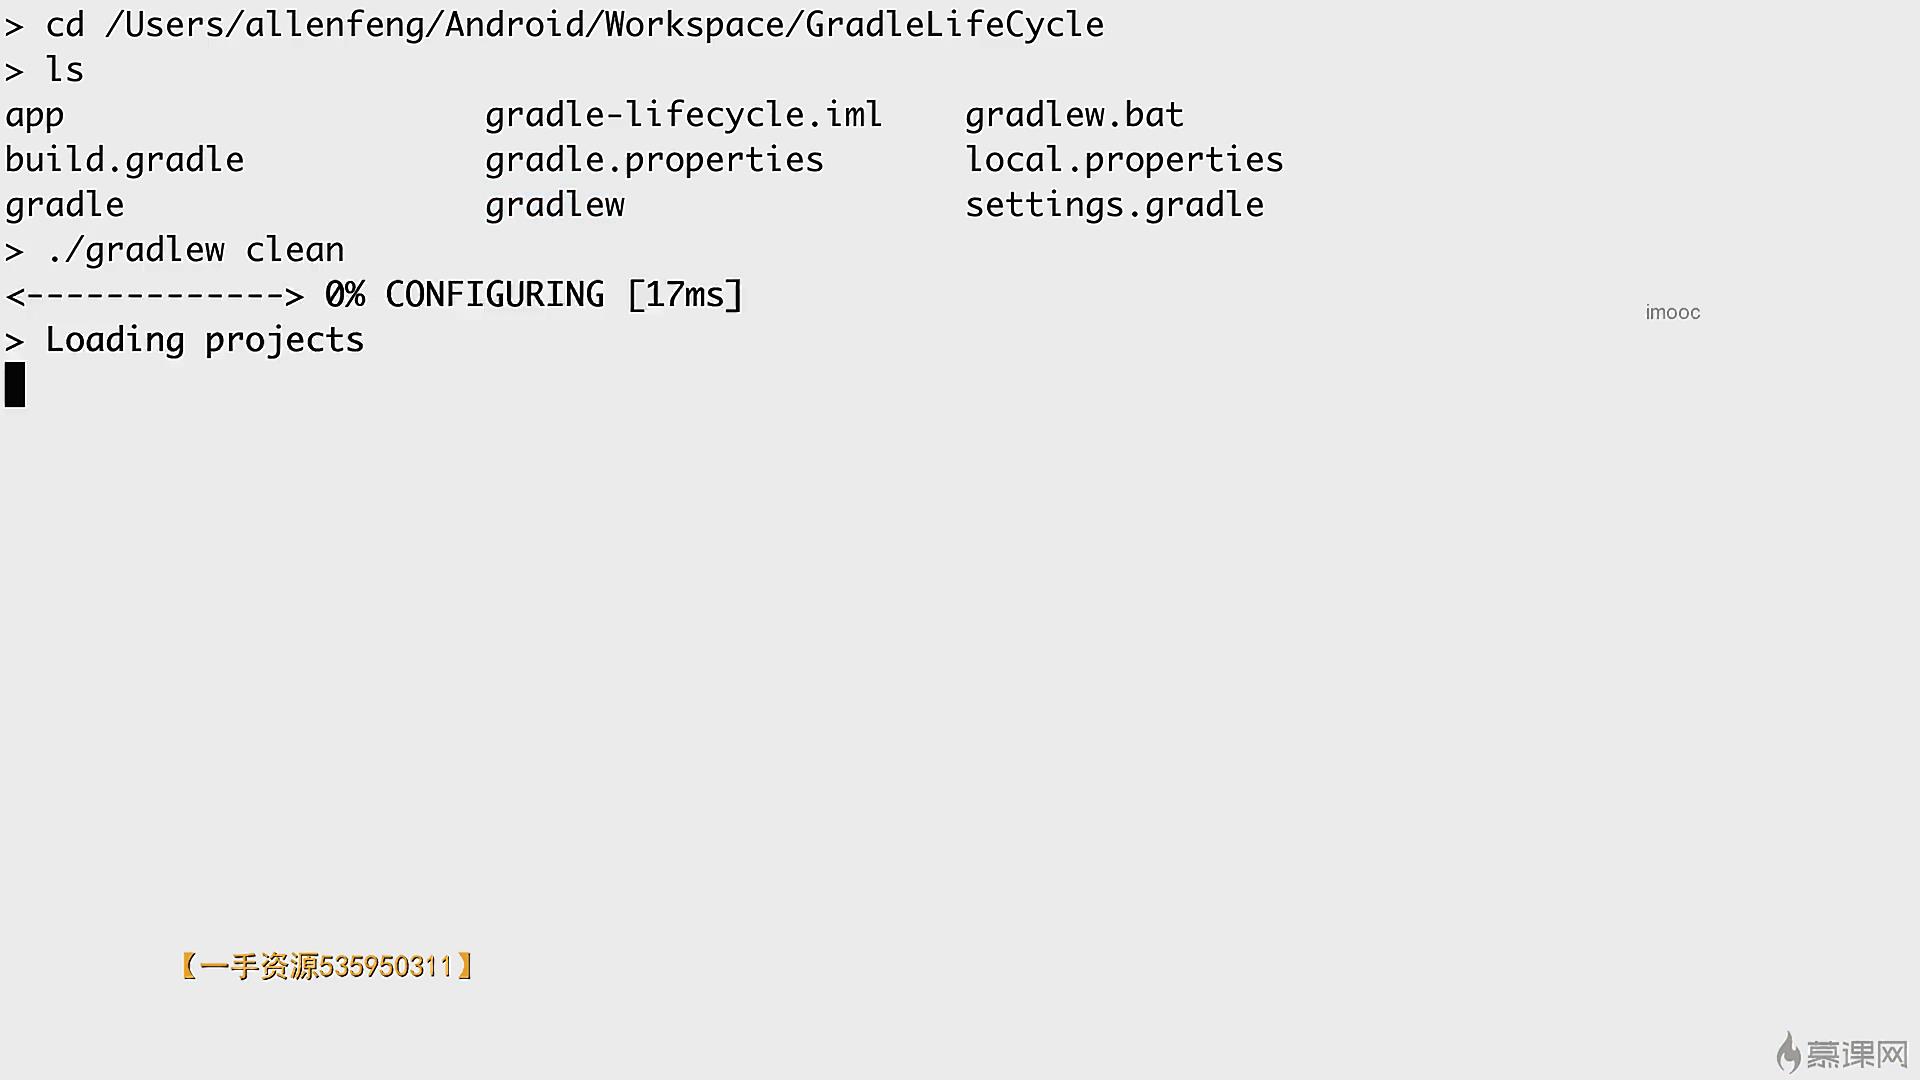 > cd /Users/allenfeng/Android/Workspace/GradleLifeCycle
> ls
app gradle-lifecycle.iml gradlew.bat
build.gradle gradle.properties local.properties
gradle gradlew settings.gradle
> ./gradlew clean
<-------------> 0% CONFIGURING [17ms]
> Loading projects
imooc
【一手资源535950311】
慕课网